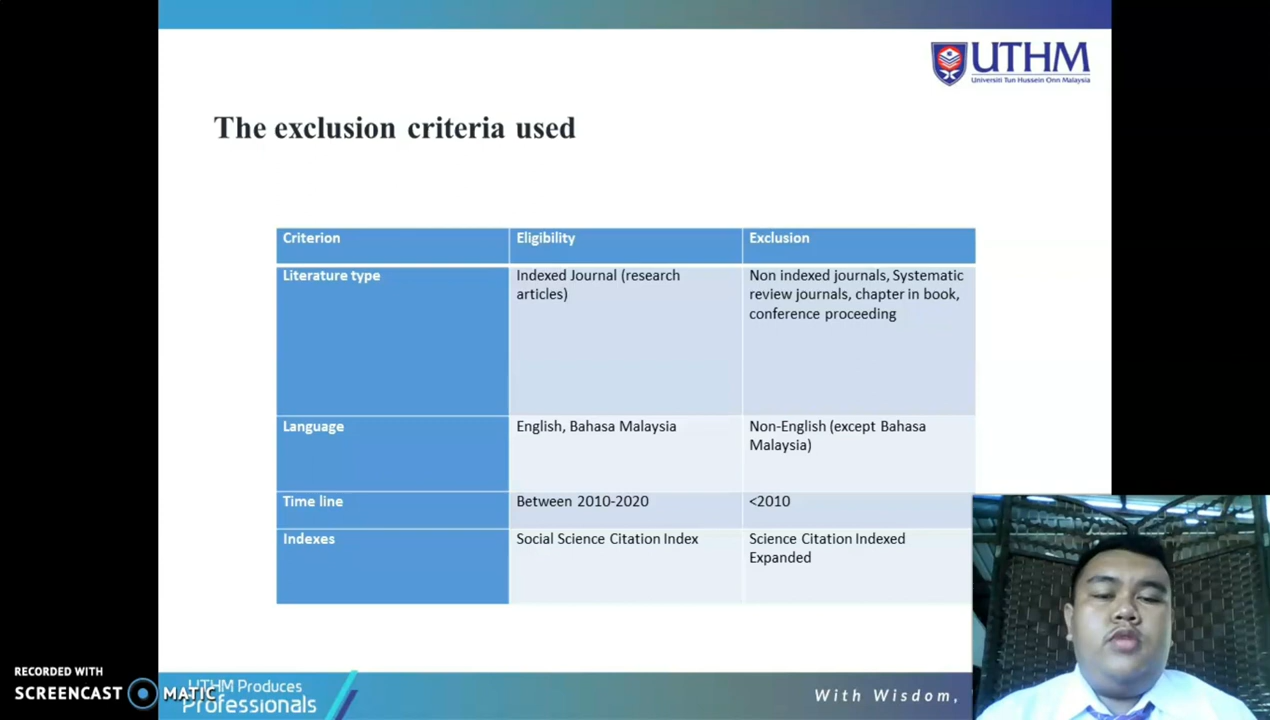 UTHM
Universiti Tun Hussein Onn Malaysia
The exclusion criteria used
Criterion
Eligibility
Exclusion
Literature type
Indexed Journal (research
articles)
Non indexed journals, Systematic
review journals, chapter in book,
conference proceeding
Language
English, Bahasa Malaysia
Non-English (except Bahasa
Malaysia)
Time line
Between 2010-2020
<2010
Indexes
Social Science Citation Index
Science Citation Indexed
Expanded
RECORDED WITH
SCREENCAST MATIC
UTHM Produces
Professionals
With Wisdom,